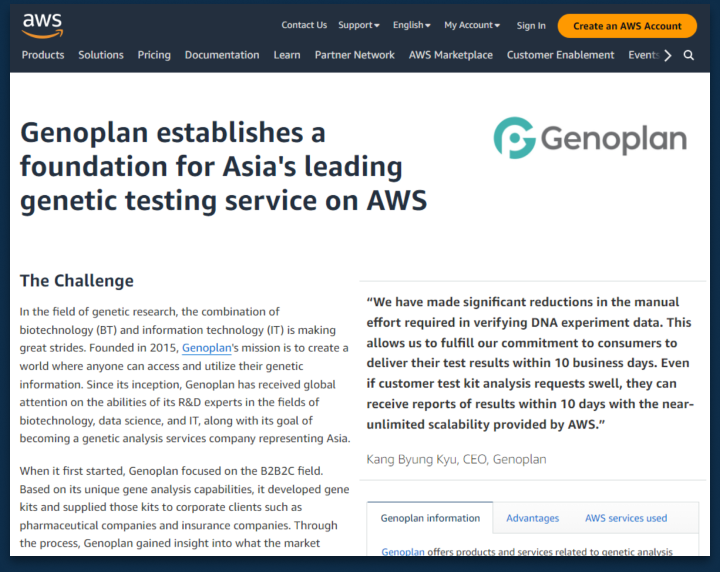 aws
Contact Us Support English My Account Sign In Create an AWS Account
Products Solutions Pricing Documentation Learn Partner Network AWS Marketplace Customer Enablement Events
Genoplan establishes a
foundation for Asia's leading
genetic testing service on AWS
Genoplan
The Challenge
In the field of genetic research, the combination of
biotechnology (BT) and information technology (IT) is making
great strides. Founded in 2015, Genoplan's mission is to create a
world where anyone can access and utilize their genetic
information. Since its inception, Genoplan has received global
attention on the abilities of its R&D experts in the fields of
biotechnology, data science, and IT, along with its goal of
becoming a genetic analysis services company representing Asia.
When it first started, Genoplan focused on the B2B2C field.
Based on its unique gene analysis capabilities, it developed gene
kits and supplied those kits to corporate clients such as
pharmaceutical companies and insurance companies. Through
the process, Genoplan gained insight into what the market
“We have made significant reductions in the manual
effort required in verifying DNA experiment data. This
allows us to fulfill our commitment to consumers to
deliver their test results within 10 business days. Even
if customer test kit analysis requests swell, they can
receive reports of results within 10 days with the near-
unlimited scalability provided by AWS.”
Kang Byung Kyu, CEO, Genoplan
Genoplan information Advantages AWS services used
Genoplan offers products and services related to genetic analysis